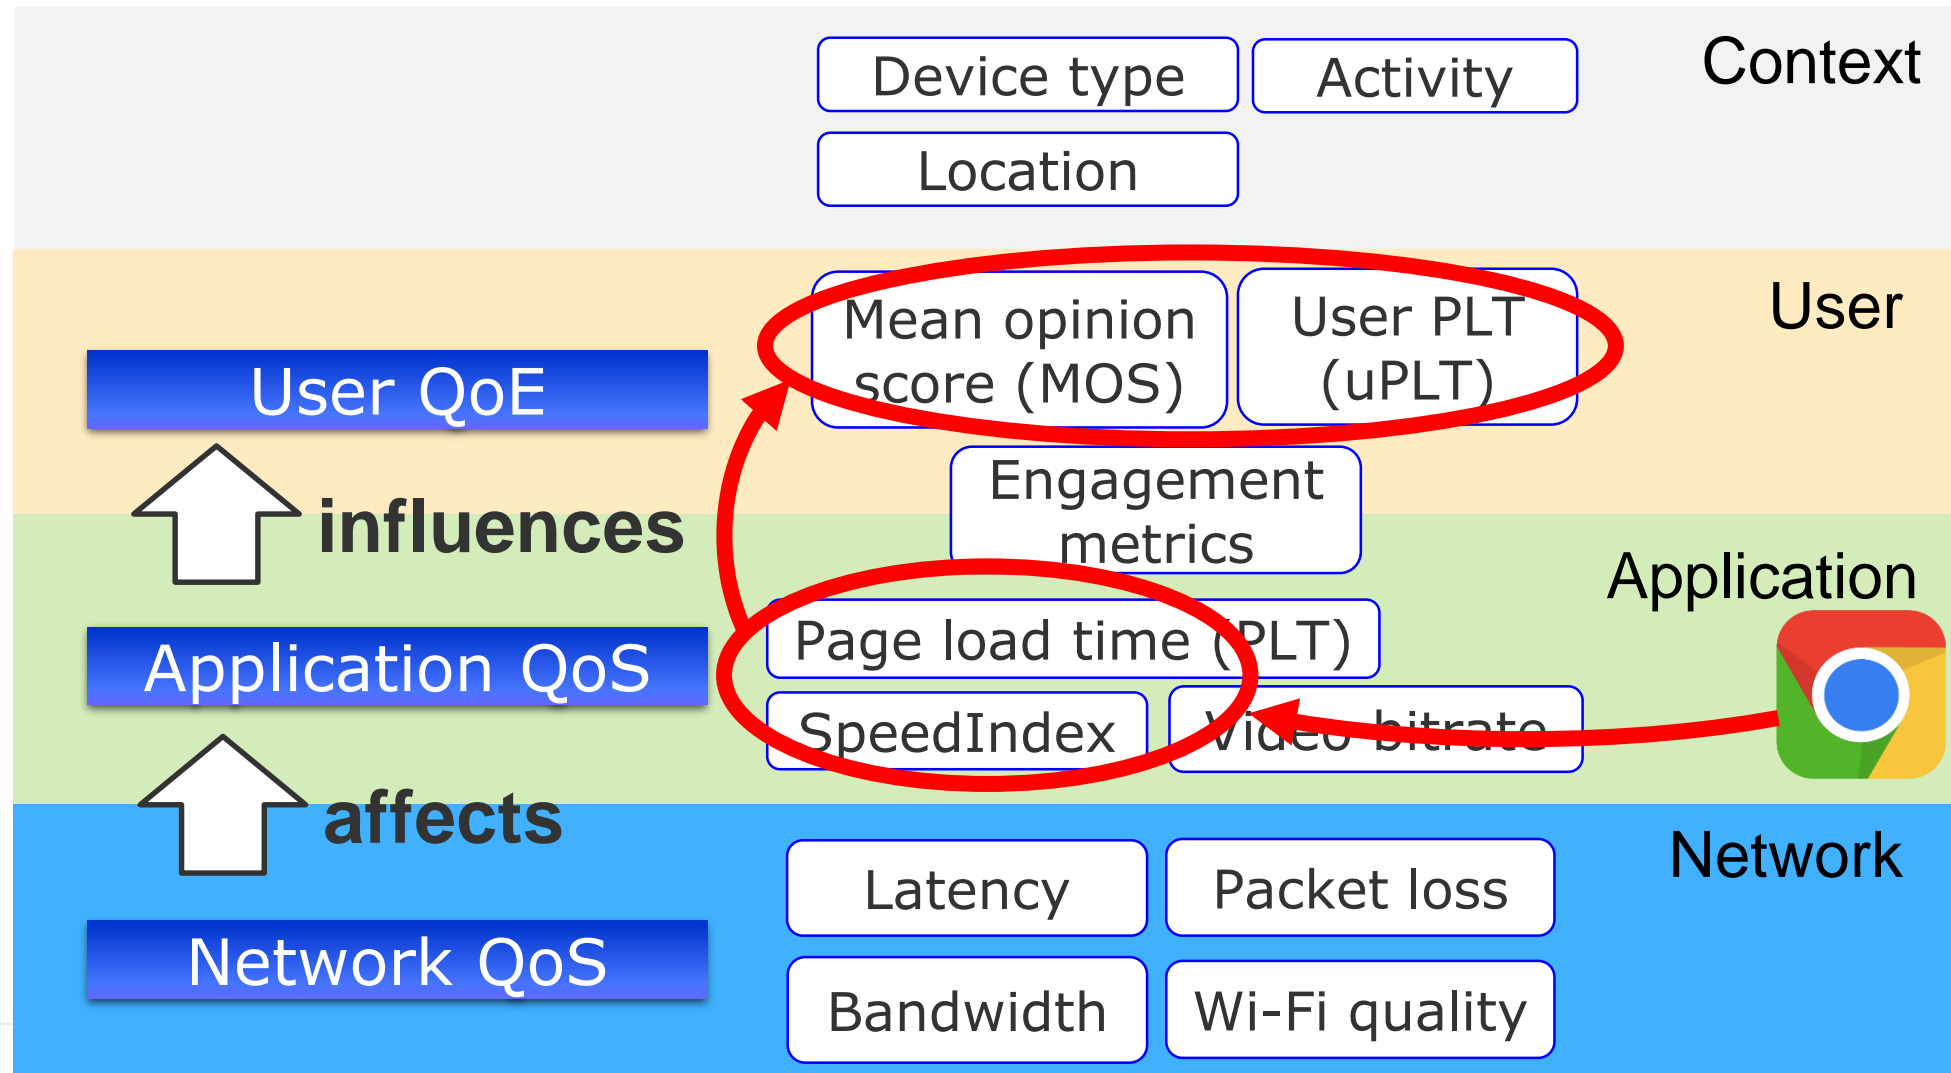 Context
Device type
Activity
Location
User
Mean opinion
score (MOS)
User PLT
(uPLT)
User QoE
Engagement
metrics
influences
Application
Page load time (PLT)
Application QoS
SpeedIndex
Video bitrate
affects
Network
Latency
Packet loss
Network QoS
Bandwidth
Wi-Fi quality